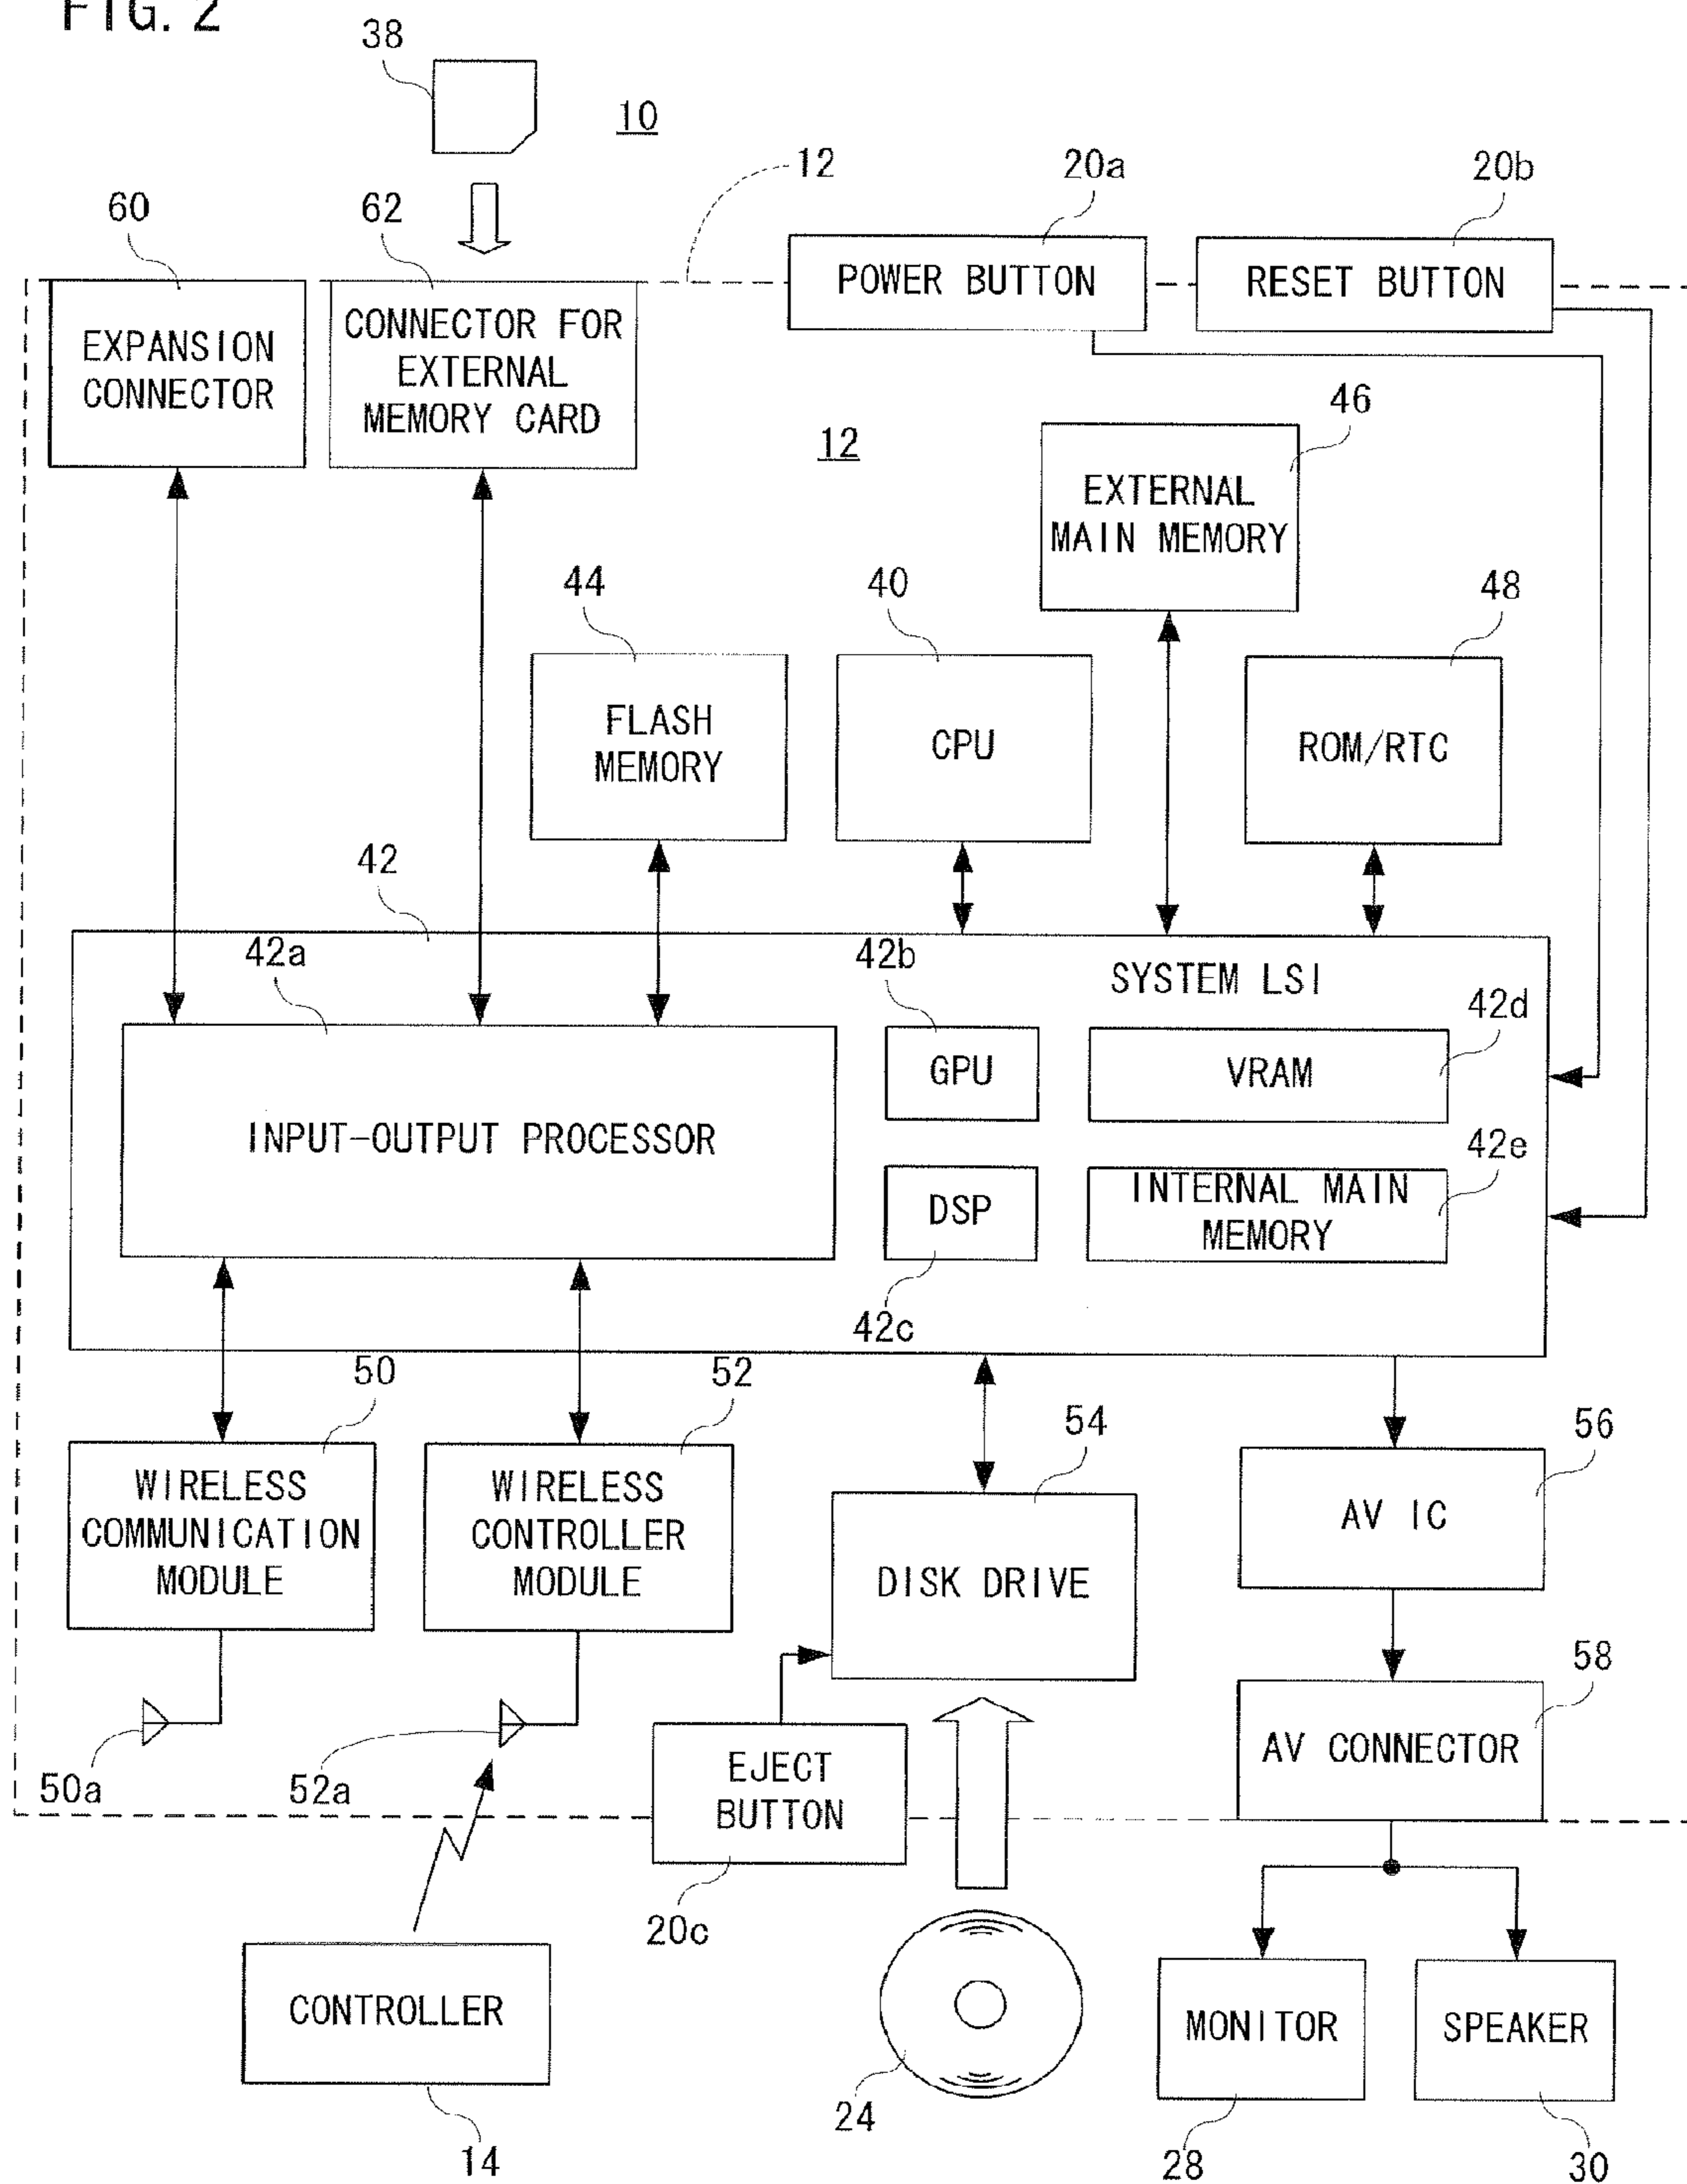 FIG. 2
38
10
12
20a
20b
60
62
POWER BUTTON
RESET BUTTON
EXPANSION
CONNECTOR
CONNECTOR FOR
EXTERNAL
MEMORY CARD
12
46
EXTERNAL
MAIN MEMORY
44
40
48
FLASH
MEMORY
CPU
ROM/RTC
42
42a
42b
SYSTEM LSI
42d
GPU
VRAM
INPUT-OUTPUT PROCESSOR
42e
DSP
INTERNAL MAIN
MEMORY
42c
50
52
54
56
WIRELESS
COMMUNICATION
MODULE
WIRELESS
CONTROLLER
MODULE
DISK DRIVE
AV IC
58
50a
52a
EJECT
BUTTON
AV CONNECTOR
20c
CONTROLLER
MONITOR
SPEAKER
14
24
28
30